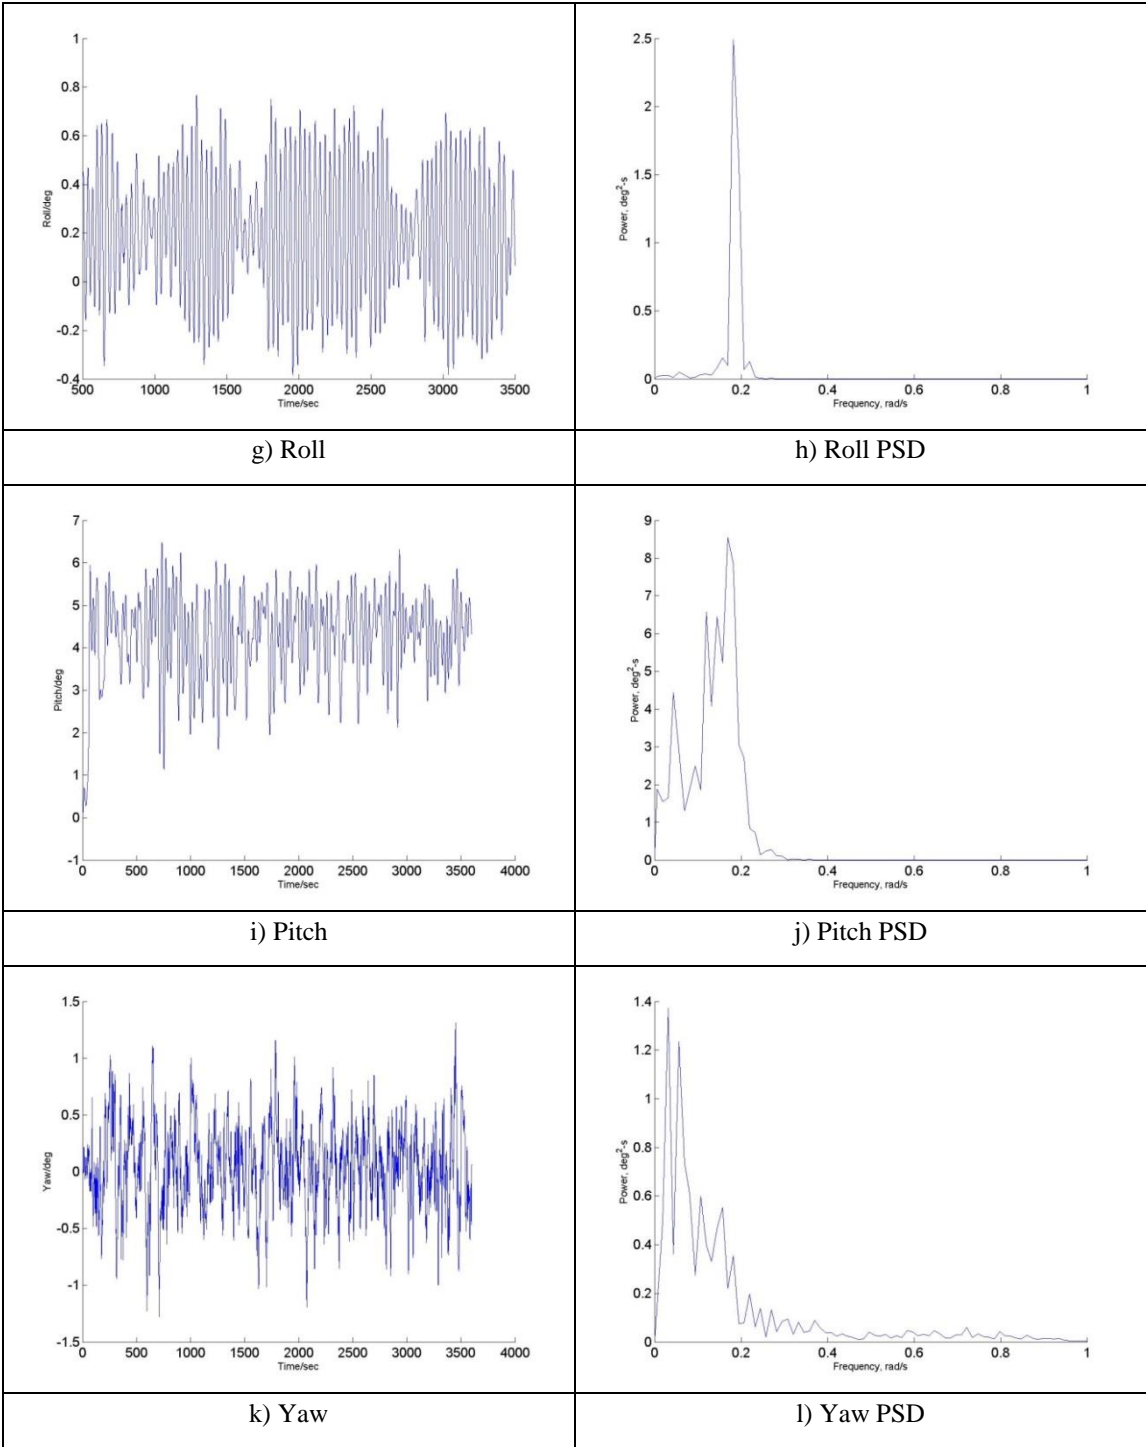 1
0.8
0.6
0.4
0.2
0
-0.2
-0.4
Roll/deg
500 1000 1500 2000 2500 3000 3500
Time/sec
2.5
2
1.5
1
0.5
0
Power, deg²-s
0 0.2 0.4 0.6 0.8 1
Frequency, rad/s
g) Roll
h) Roll PSD
7
6
5
4
3
2
1
0
-1
Pitch/deg
0 500 1000 1500 2000 2500 3000 3500 4000
Time/sec
9
8
7
6
5
4
3
2
1
0
Power, deg²-s
0 0.2 0.4 0.6 0.8 1
Frequency, rad/s
i) Pitch
j) Pitch PSD
1.5
1
0.5
0
-0.5
-1
-1.5
Yaw/deg
0 500 1000 1500 2000 2500 3000 3500 4000
Time/sec
1.4
1.2
1
0.8
0.6
0.4
0.2
0
Power, deg²-s
0 0.2 0.4 0.6 0.8 1
Frequency, rad/s
k) Yaw
l) Yaw PSD